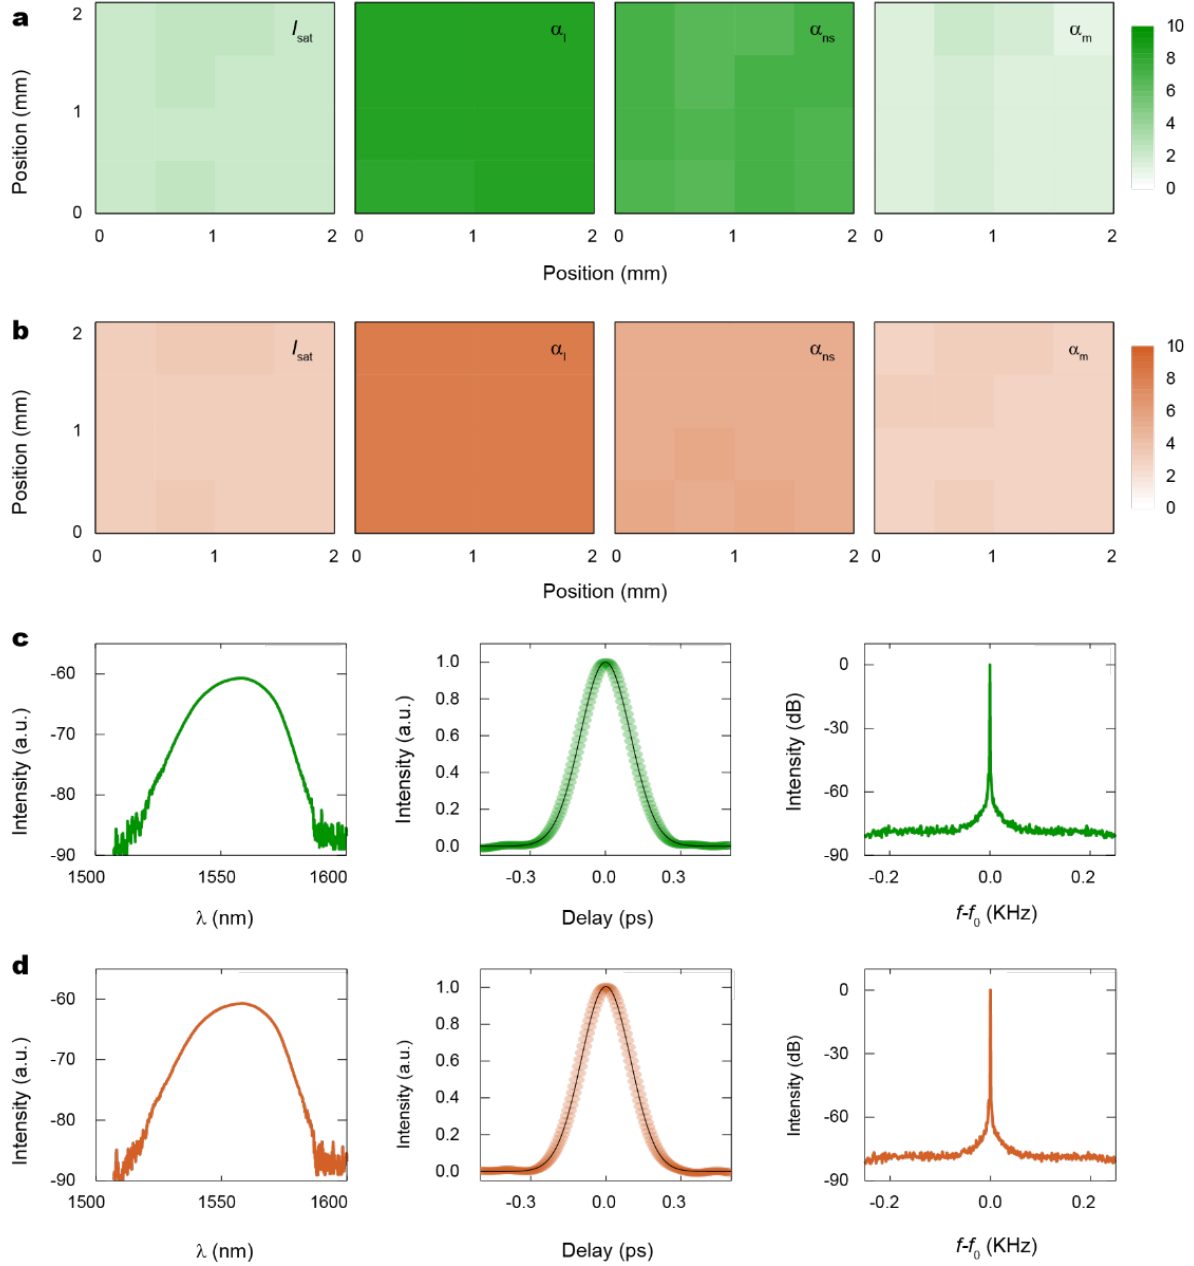 a
2
1
0
Position (mm)
I_sat
α_l
α_ns
α_m
10
8
6
4
2
0
0 1 2 0 1 2 0 1 2 0 1 2
Position (mm)
b
2
1
0
Position (mm)
I_sat
α_l
α_ns
α_m
10
8
6
4
2
0
0 1 2 0 1 2 0 1 2 0 1 2
Position (mm)
c
Intensity (a.u.)
-60
-70
-80
-90
1500 1550 1600
λ (nm)
Intensity (a.u.)
1.0
0.8
0.6
0.4
0.2
0.0
-0.3 0.0 0.3
Delay (ps)
Intensity (dB)
0
-30
-60
-90
-0.2 0.0 0.2
f-f_0 (KHz)
d
Intensity (a.u.)
-60
-70
-80
-90
1500 1550 1600
λ (nm)
Intensity (a.u.)
1.0
0.8
0.6
0.4
0.2
0.0
-0.3 0.0 0.3
Delay (ps)
Intensity (dB)
0
-30
-60
-90
-0.2 0.0 0.2
f-f_0 (KHz)